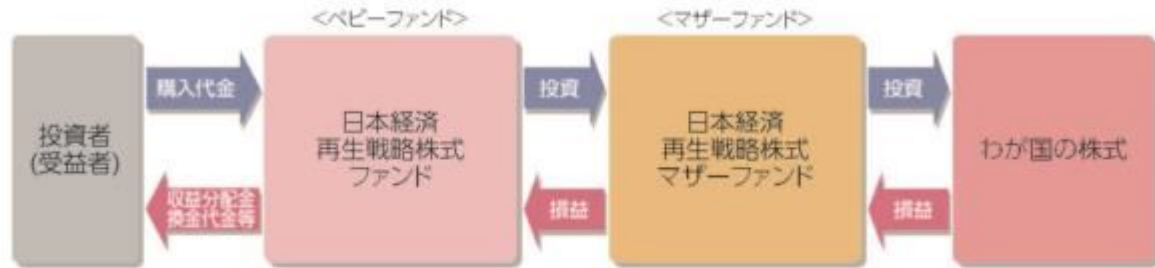 <ベビーファンド>
<マザーファンド>
投資者
(受益者)
購入代金
収益分配金
換金代金等
日本経済
再生戦略株式
ファンド
投資
損益
日本経済
再生戦略株式
マザーファンド
投資
損益
わが国の株式